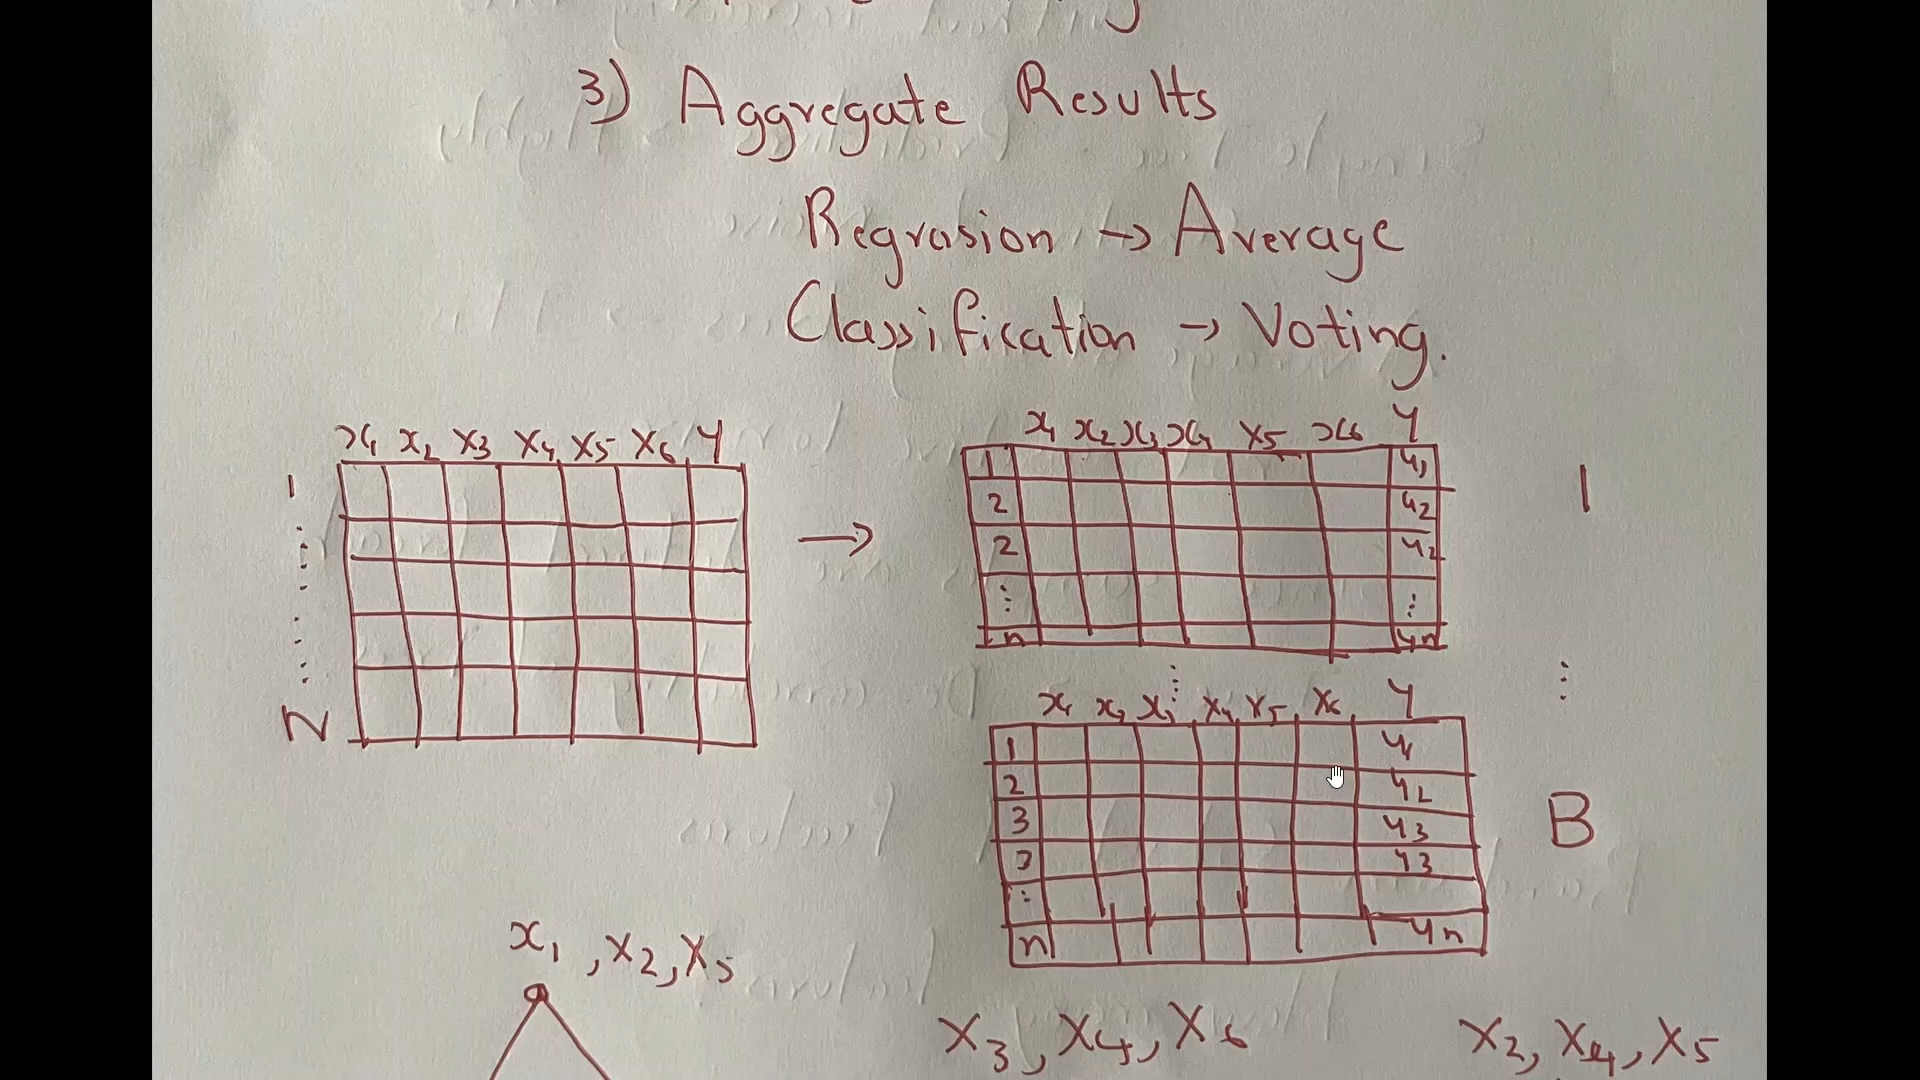 3) Aggregate Results
Regrasion → Average
Classification → Voting.
x1 x2 x3 x4 x5 x6 y
1
N
→
x1 x2 x3 x4 x5 x6 y
1 y1
2 y2
2 y2
⋮ ⋮
n yn
1
⋮
x1 x2 x3 x4 x5 x6 y
1 y1
2 y2
3 y3
3 y3
⋮
n yn
B
x1, x2, x5
x3, x4, x6
x2, x4, x5